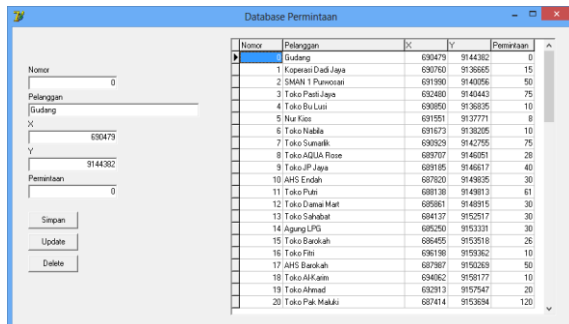 Database Permintaan
Nomor
0
Pelanggan
Gudang
X
690479
Y
9144382
Permintaan
0
Simpan
Update
Delete
Nomor Pelanggan X Y Permintaan
0 Gudang 690479 9144382 0
1 Koperasi Dadi Jaya 690760 9136665 15
2 SMAN 1 Purwosari 691990 9140056 50
3 Toko Pasti Jaya 692480 9140443 75
4 Toko Bu Lusi 690850 9136835 10
5 Nur Kios 691551 9137771 8
6 Toko Nabila 691673 9138205 10
7 Toko Sumarlik 690929 9142755 75
8 Toko AQUA Rose 689707 9146051 28
9 Toko JP Jaya 689185 9146617 40
10 AHS Endah 687820 9149835 30
11 Toko Putri 688138 9149813 61
12 Toko Damai Mart 685861 9148915 30
13 Toko Sahabat 684137 9152517 30
14 Agung LPG 685250 9153331 30
15 Toko Barokah 686455 9153518 26
16 Toko Fitri 696198 9159362 10
17 AHS Barokah 687987 9150269 50
18 Toko Al-Karim 694062 9158177 10
19 Toko Ahmad 692913 9157547 20
20 Toko Pak Maluki 687414 9153694 120